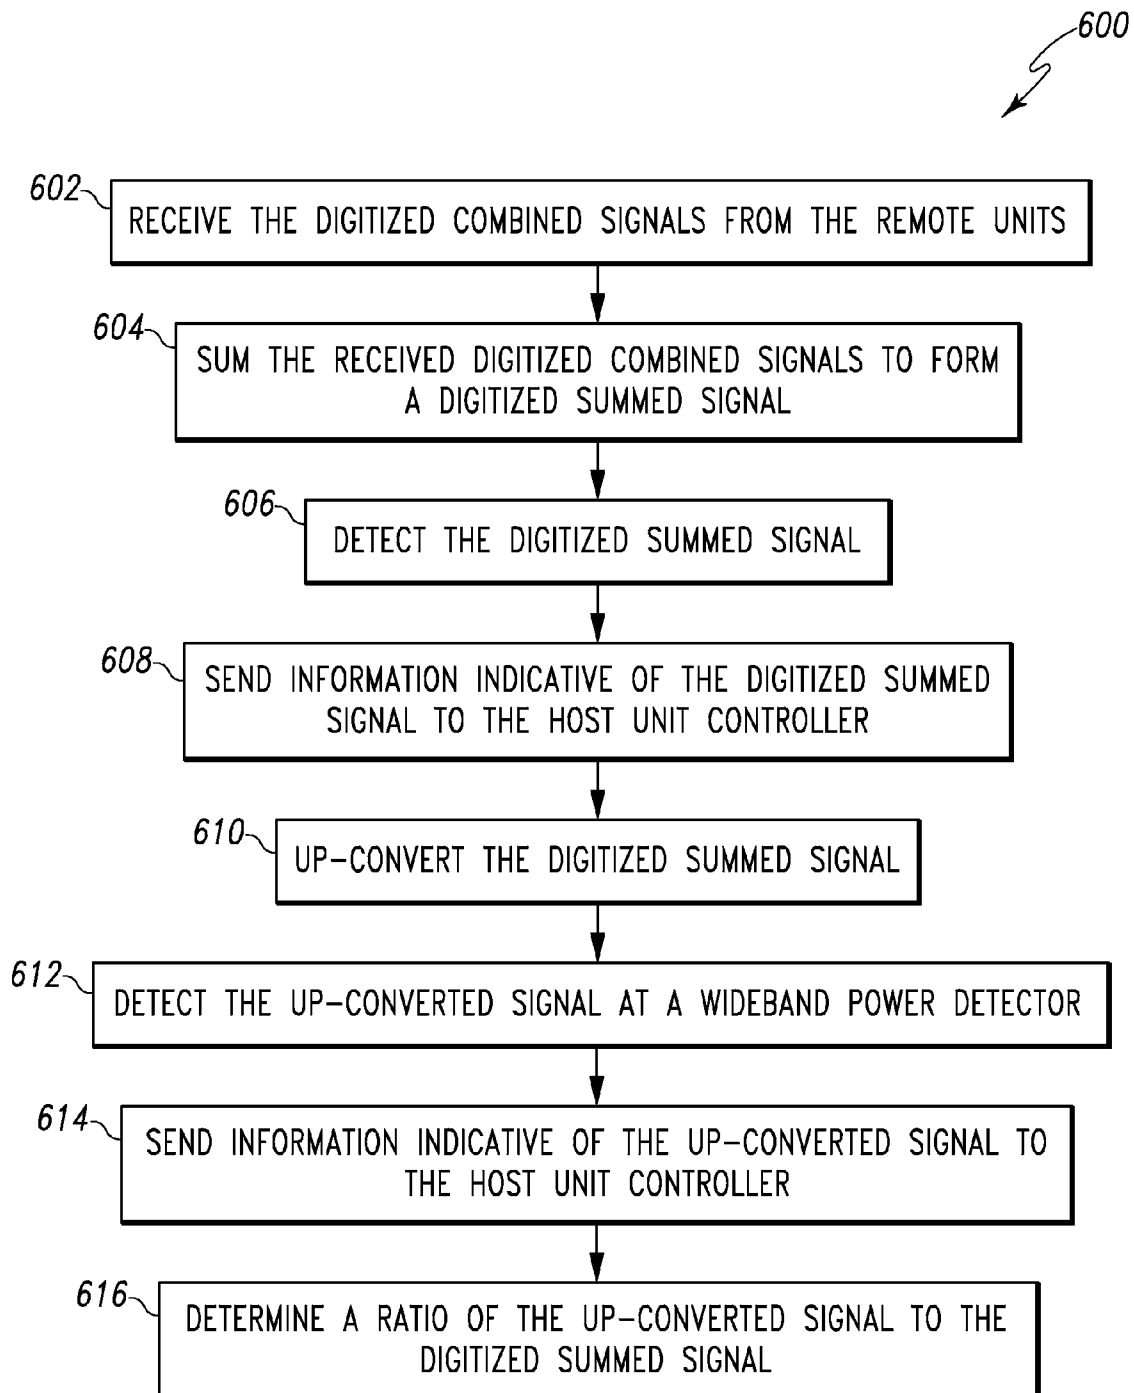 600
602
RECEIVE THE DIGITIZED COMBINED SIGNALS FROM THE REMOTE UNITS
604
SUM THE RECEIVED DIGITIZED COMBINED SIGNALS TO FORM
A DIGITIZED SUMMED SIGNAL
606
DETECT THE DIGITIZED SUMMED SIGNAL
608
SEND INFORMATION INDICATIVE OF THE DIGITIZED SUMMED
SIGNAL TO THE HOST UNIT CONTROLLER
610
UP-CONVERT THE DIGITIZED SUMMED SIGNAL
612
DETECT THE UP-CONVERTED SIGNAL AT A WIDEBAND POWER DETECTOR
614
SEND INFORMATION INDICATIVE OF THE UP-CONVERTED SIGNAL TO
THE HOST UNIT CONTROLLER
616
DETERMINE A RATIO OF THE UP-CONVERTED SIGNAL TO THE
DIGITIZED SUMMED SIGNAL